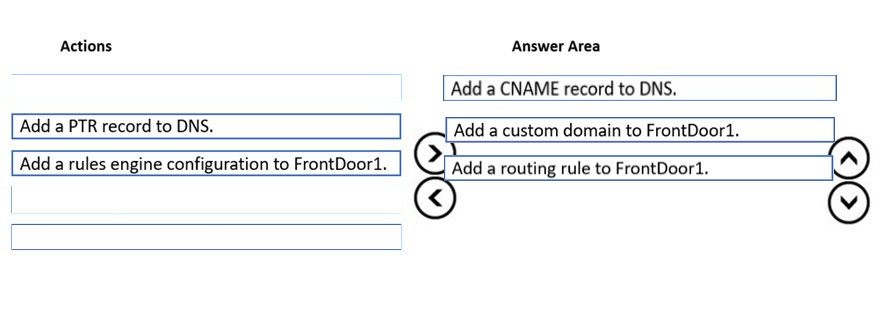 Actions
Answer Area
Add a CNAME record to DNS.
Add a PTR record to DNS.
Add a custom domain to FrontDoor1.
Add a rules engine configuration to FrontDoor1.
Add a routing rule to FrontDoor1.